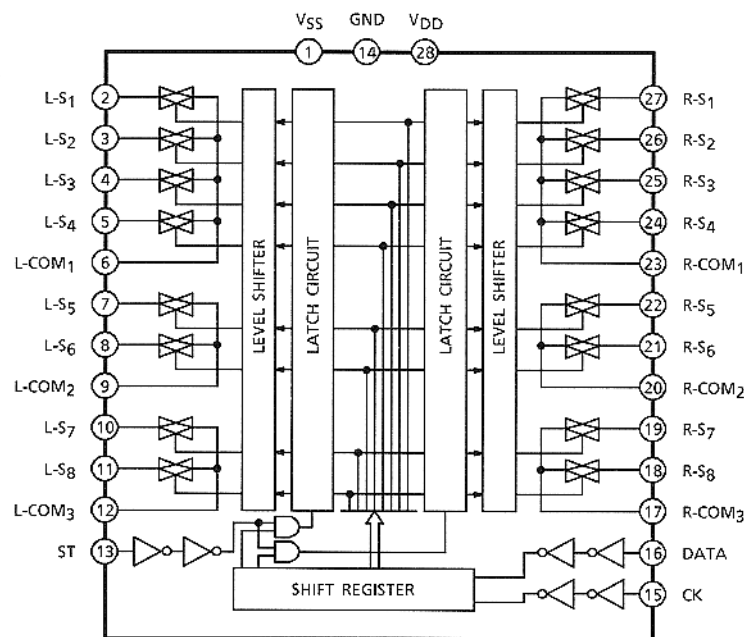 VSS GND VDD
1 14 28
L-S1 2 27 R-S1
L-S2 3 26 R-S2
L-S3 4 25 R-S3
L-S4 5 24 R-S4
L-COM1 6 23 R-COM1
L-S5 7 22 R-S5
L-S6 8 21 R-S6
L-COM2 9 20 R-COM2
L-S7 10 19 R-S7
L-S8 11 18 R-S8
L-COM3 12 17 R-COM3
ST 13 16 DATA
15 CK
LEVEL SHIFTER
LATCH CIRCUIT
LATCH CIRCUIT
LEVEL SHIFTER
SHIFT REGISTER